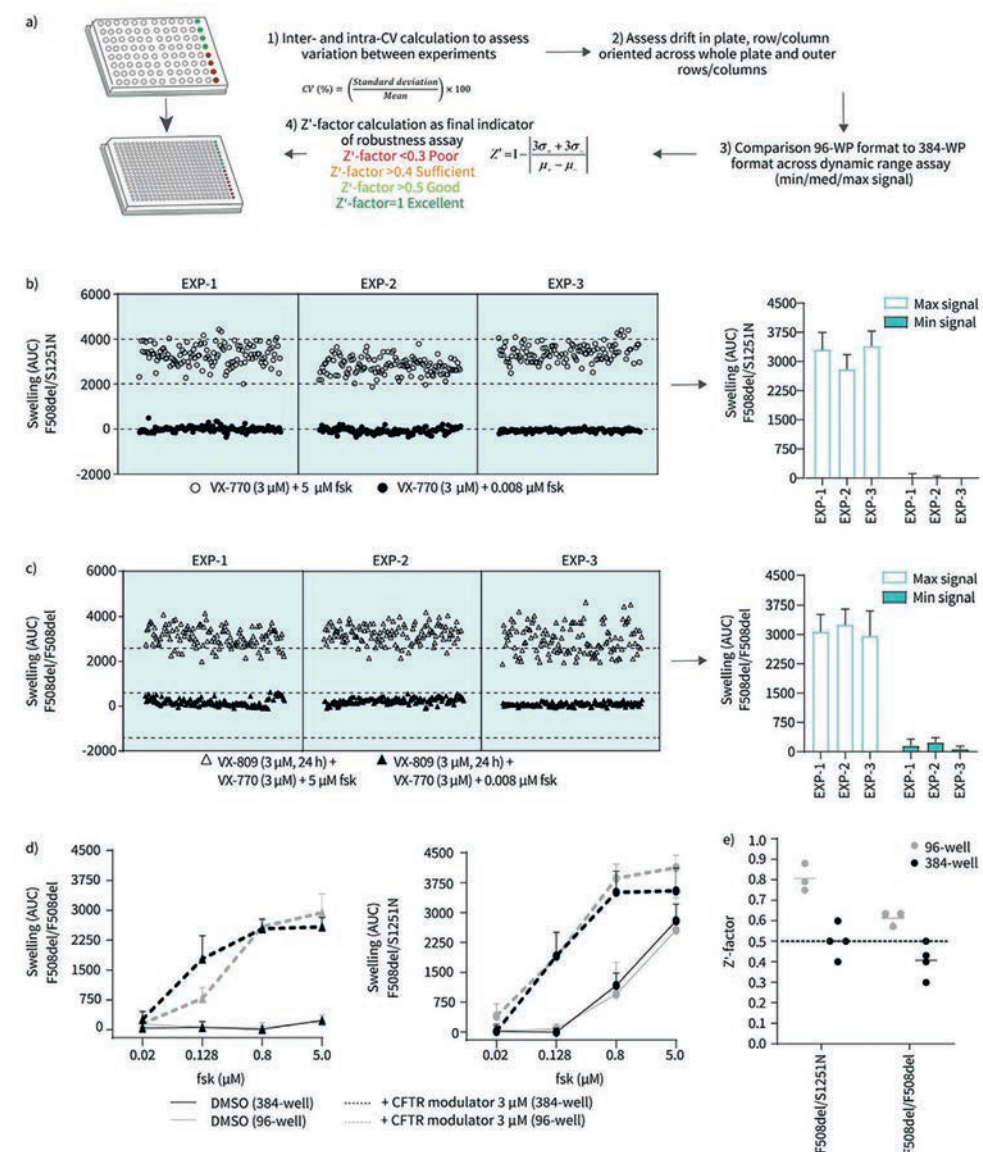 a)
1) Inter- and intra-CV calculation to assess
variation between experiments
CV (%) = (Standard deviation / Mean) × 100
2) Assess drift in plate, row/column
oriented across whole plate and outer
rows/columns
3) Comparison 96-WP format to 384-WP
format across dynamic range assay
(min/med/max signal)
4) Z'-factor calculation as final indicator
of robustness assay
Z'-factor <0.3 Poor
Z'-factor >0.4 Sufficient
Z'-factor >0.5 Good
Z'-factor=1 Excellent
Z' = 1 − |3σ₊ + 3σ₋ / μ₊ − μ₋|
b)
EXP-1
EXP-2
EXP-3
Swelling (AUC)
F508del/S1251N
6000
4000
2000
0
-2000
VX-770 (3 μM) + 5 μM fsk
VX-770 (3 μM) + 0.008 μM fsk
Swelling (AUC)
F508del/S1251N
4500
3750
3000
2250
1500
750
0
Max signal
Min signal
EXP-1
EXP-2
EXP-3
EXP-1
EXP-2
EXP-3
c)
EXP-1
EXP-2
EXP-3
Swelling (AUC)
F508del/F508del
6000
4000
2000
0
-2000
VX-809 (3 μM, 24 h) +
VX-770 (3 μM) + 5 μM fsk
VX-809 (3 μM, 24 h) +
VX-770 (3 μM) + 0.008 μM fsk
Swelling (AUC)
F508del/F508del
4500
3750
3000
2250
1500
750
0
Max signal
Min signal
EXP-1
EXP-2
EXP-3
EXP-1
EXP-2
EXP-3
d)
Swelling (AUC)
F508del/F508del
4500
3750
3000
2250
1500
750
0
0.02
0.128
0.8
5.0
fsk (μM)
Swelling (AUC)
F508del/S1251N
4500
3750
3000
2250
1500
750
0
0.02
0.128
0.8
5.0
fsk (μM)
DMSO (384-well)
DMSO (96-well)
+ CFTR modulator 3 μM (384-well)
+ CFTR modulator 3 μM (96-well)
e)
Z'-factor
1.0
0.9
0.8
0.7
0.6
0.5
0.4
0.3
0.2
0.1
0.0
96-well
384-well
F508del/S1251N
F508del/F508del